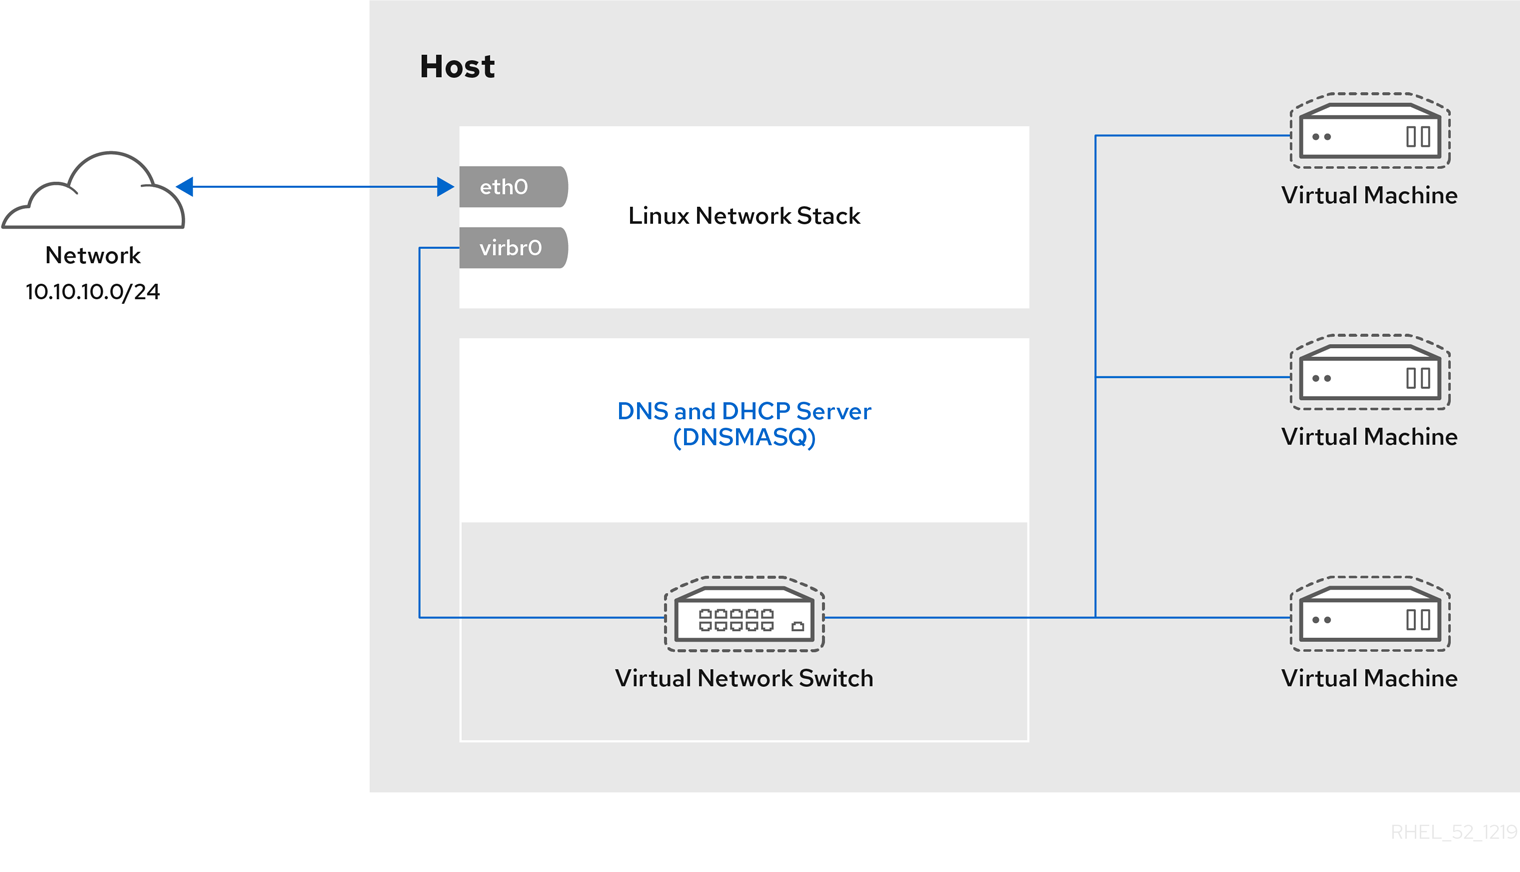 Host
eth0
Linux Network Stack
virbr0
Network
10.10.10.0/24
DNS and DHCP Server
(DNSMASQ)
Virtual Network Switch
Virtual Machine
Virtual Machine
Virtual Machine
RHEL_52_1219